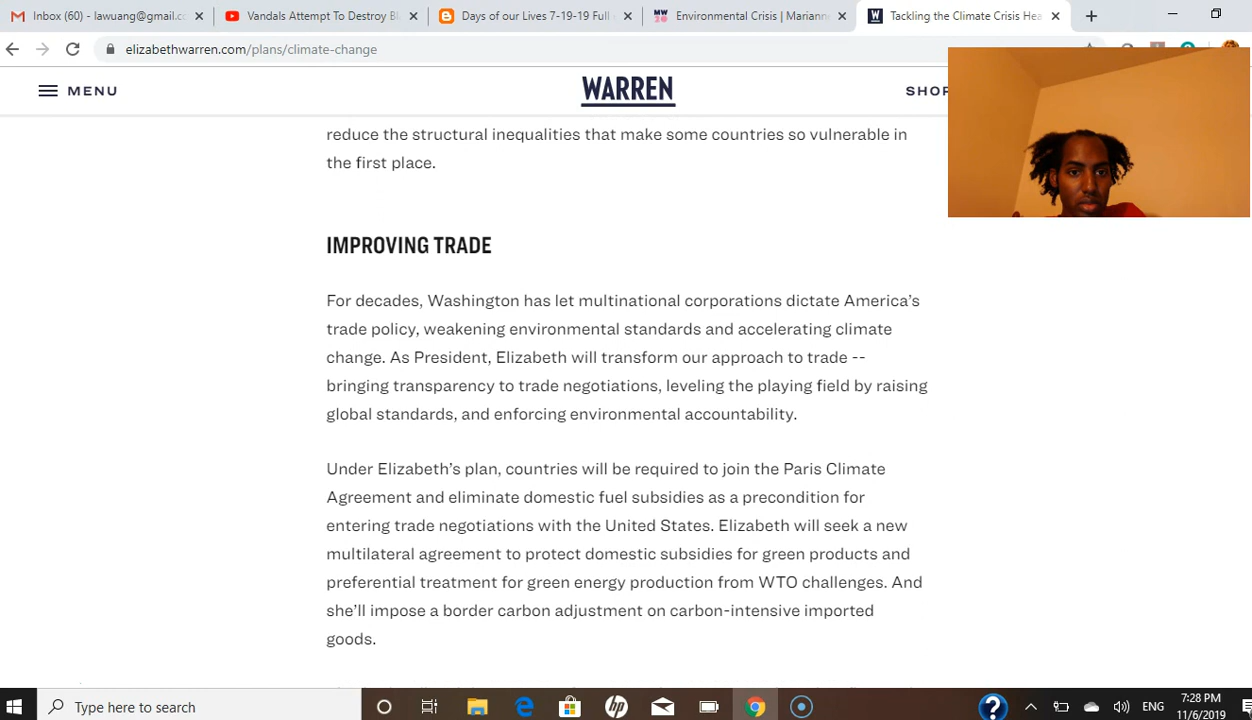 Inbox (60) - lawuang@gmail.co
Vandals Attempt To Destroy Bl
Days of our Lives 7-19-19 Full
Environmental Crisis | Mariann
Tackling the Climate Crisis Hea
elizabethwarren.com/plans/climate-change
MENU
WARREN
SHOP
reduce the structural inequalities that make some countries so vulnerable in
the first place.
IMPROVING TRADE
For decades, Washington has let multinational corporations dictate America's
trade policy, weakening environmental standards and accelerating climate
change. As President, Elizabeth will transform our approach to trade --
bringing transparency to trade negotiations, leveling the playing field by raising
global standards, and enforcing environmental accountability.
Under Elizabeth's plan, countries will be required to join the Paris Climate
Agreement and eliminate domestic fuel subsidies as a precondition for
entering trade negotiations with the United States. Elizabeth will seek a new
multilateral agreement to protect domestic subsidies for green products and
preferential treatment for green energy production from WTO challenges. And
she'll impose a border carbon adjustment on carbon-intensive imported
goods.
Type here to search
hp
ENG
7:28 PM
11/6/2019